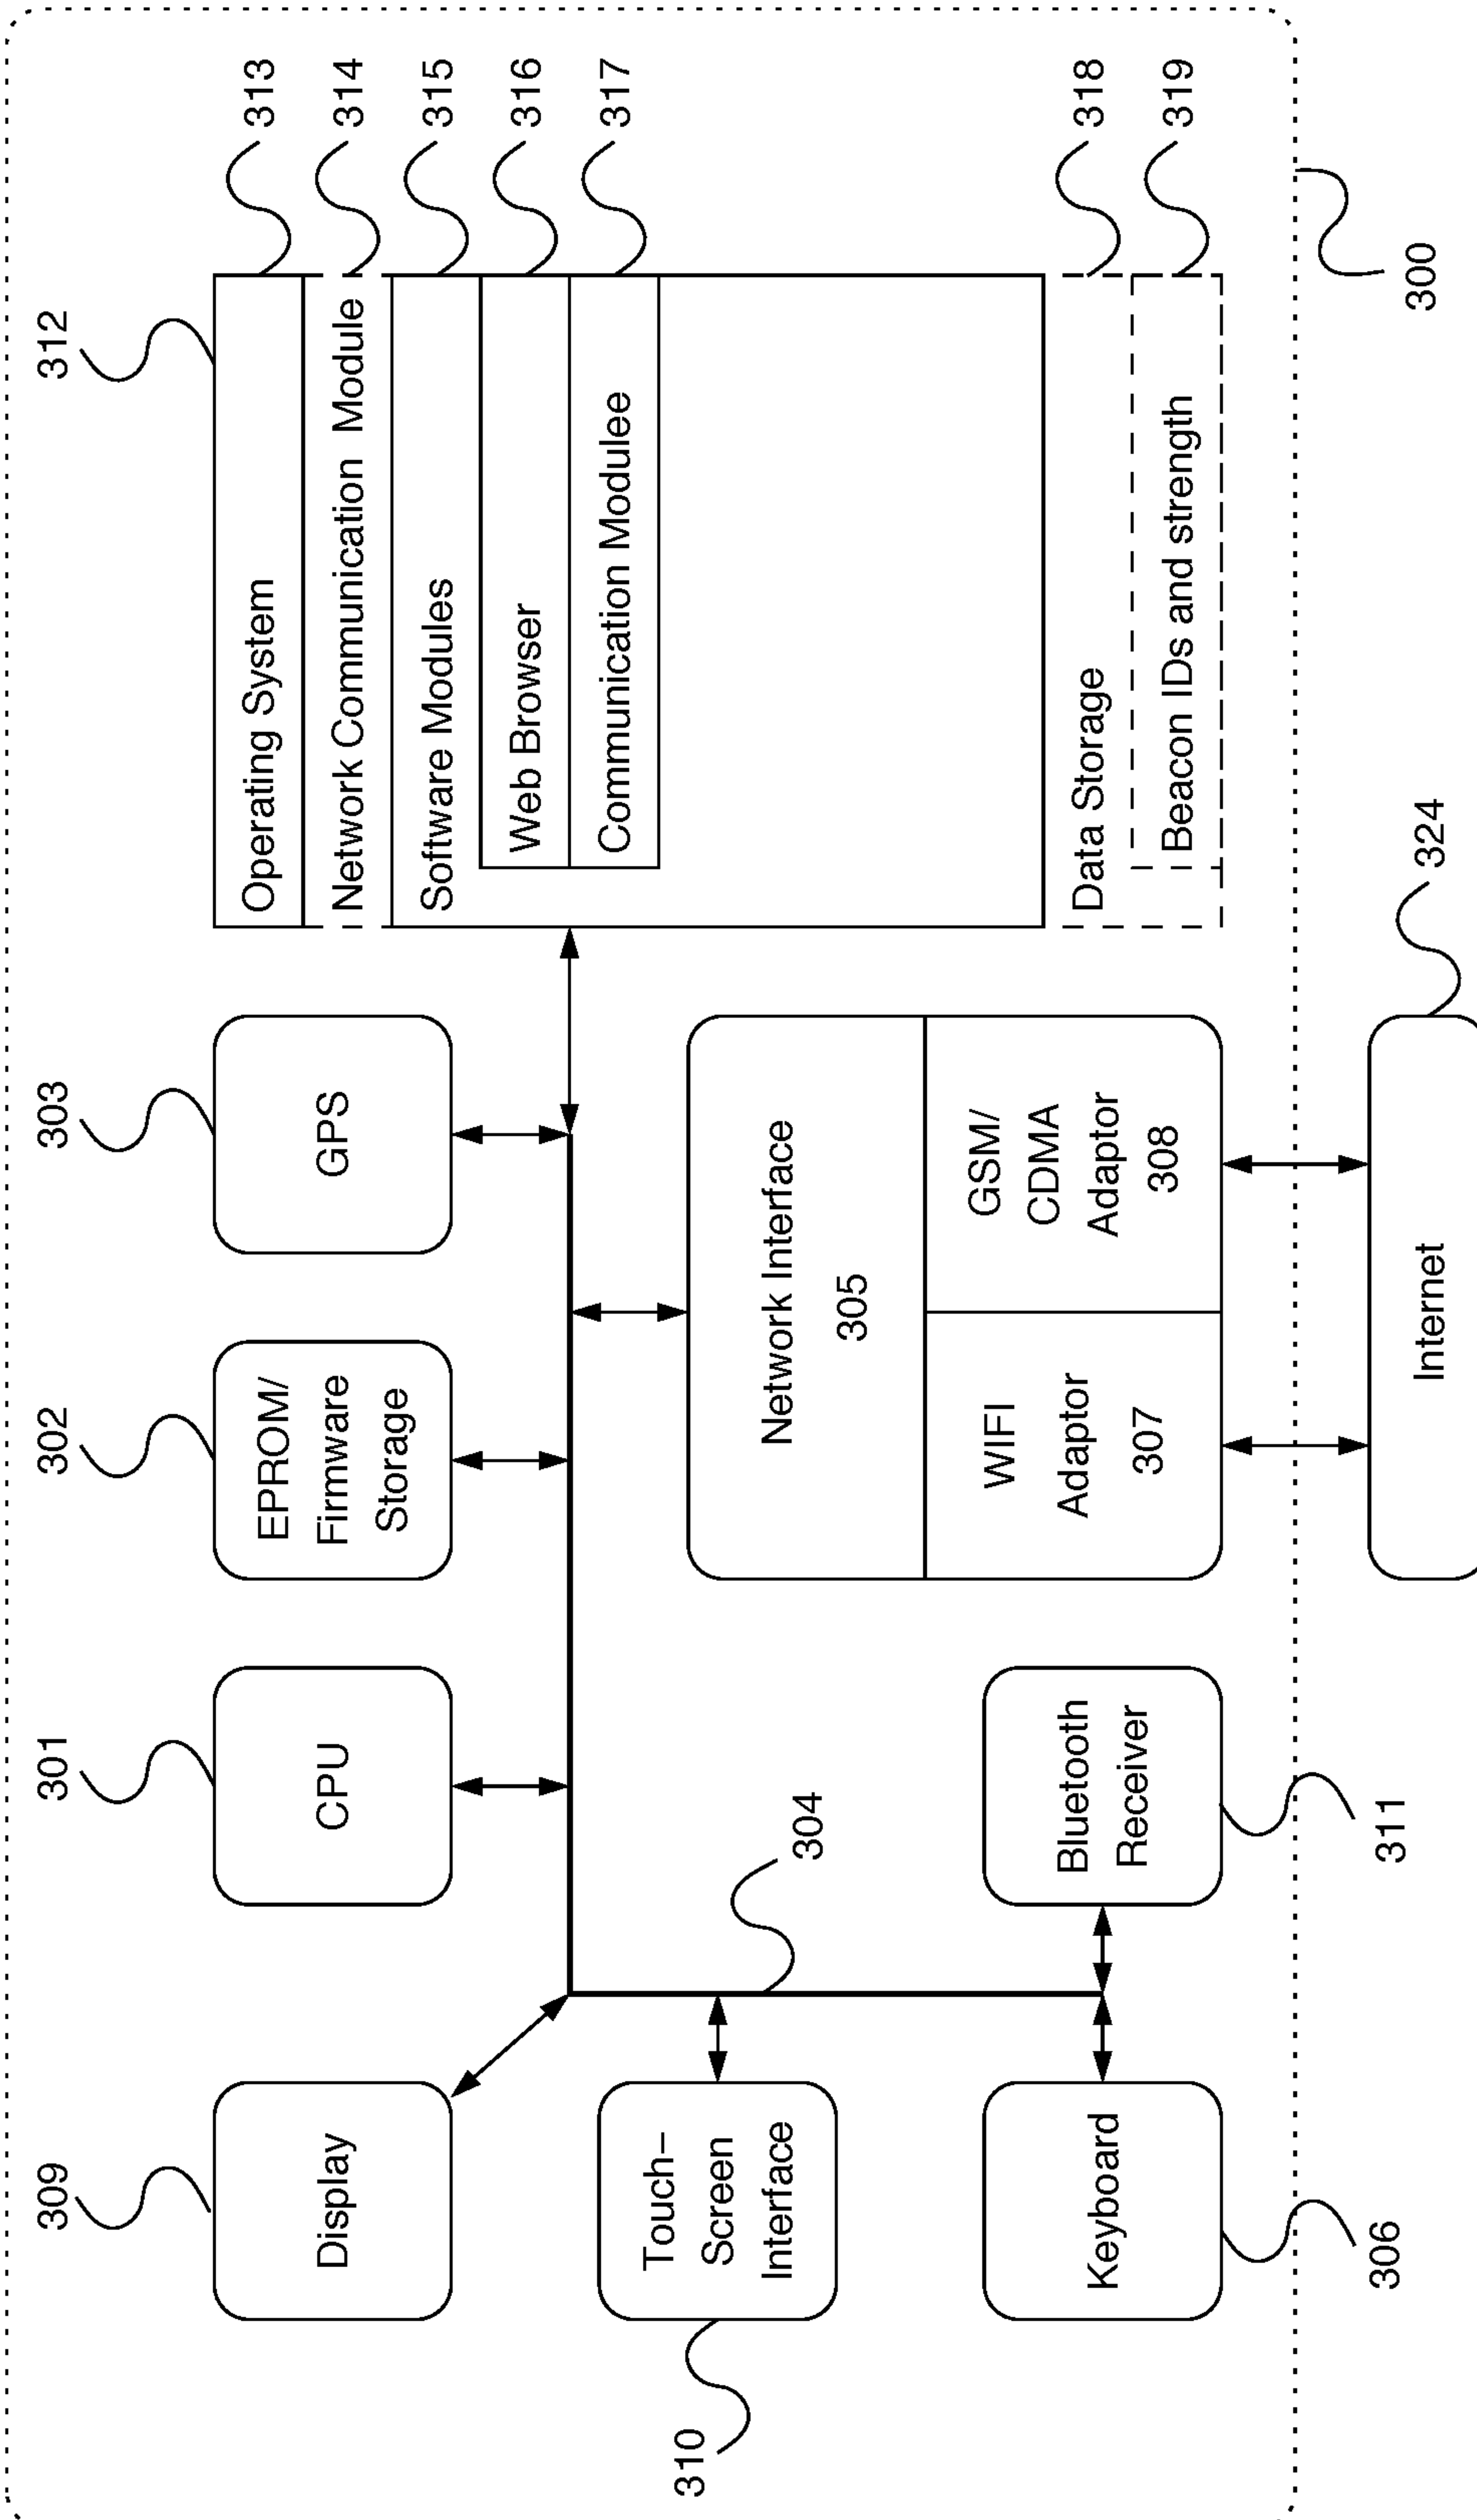 309
301
302
303
312
Display
CPU
EPROM/
Firmware
Storage
GPS
Operating System
313
Network Communication Module
314
Software Modules
315
Web Browser
316
Communication Modulee
317
310
Touch–
Screen
Interface
304
Network Interface
305
WIFI
Adaptor
307
GSM/
CDMA
Adaptor
308
Data Storage
318
Beacon IDs and strength
319
Keyboard
Bluetooth
Receiver
306
311
Internet
324
300